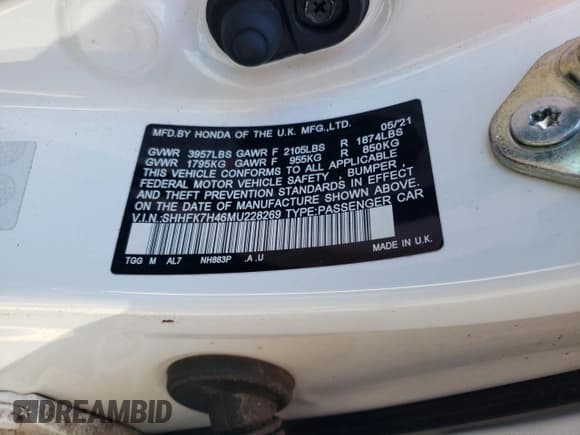 MFD.BY HONDA OF THE U.K. MFG.,LTD. 05/'21
GVWR 3957LBS GAWR F 2105LBS R 1874LBS
GVWR 1795KG GAWR F 955KG R 850KG
THIS VEHICLE CONFORMS TO ALL APPLICABLE
FEDERAL MOTOR VEHICLE SAFETY , BUMPER ,
AND THEFT PREVENTION STANDARDS IN EFFECT
ON THE DATE OF MANUFACTURE SHOWN ABOVE.
V.I.N.:SHHFK7H46MU228269 TYPE:PASSENGER CAR
TGG M AL7 NH883P .A.U MADE IN U.K.
DREAMBID